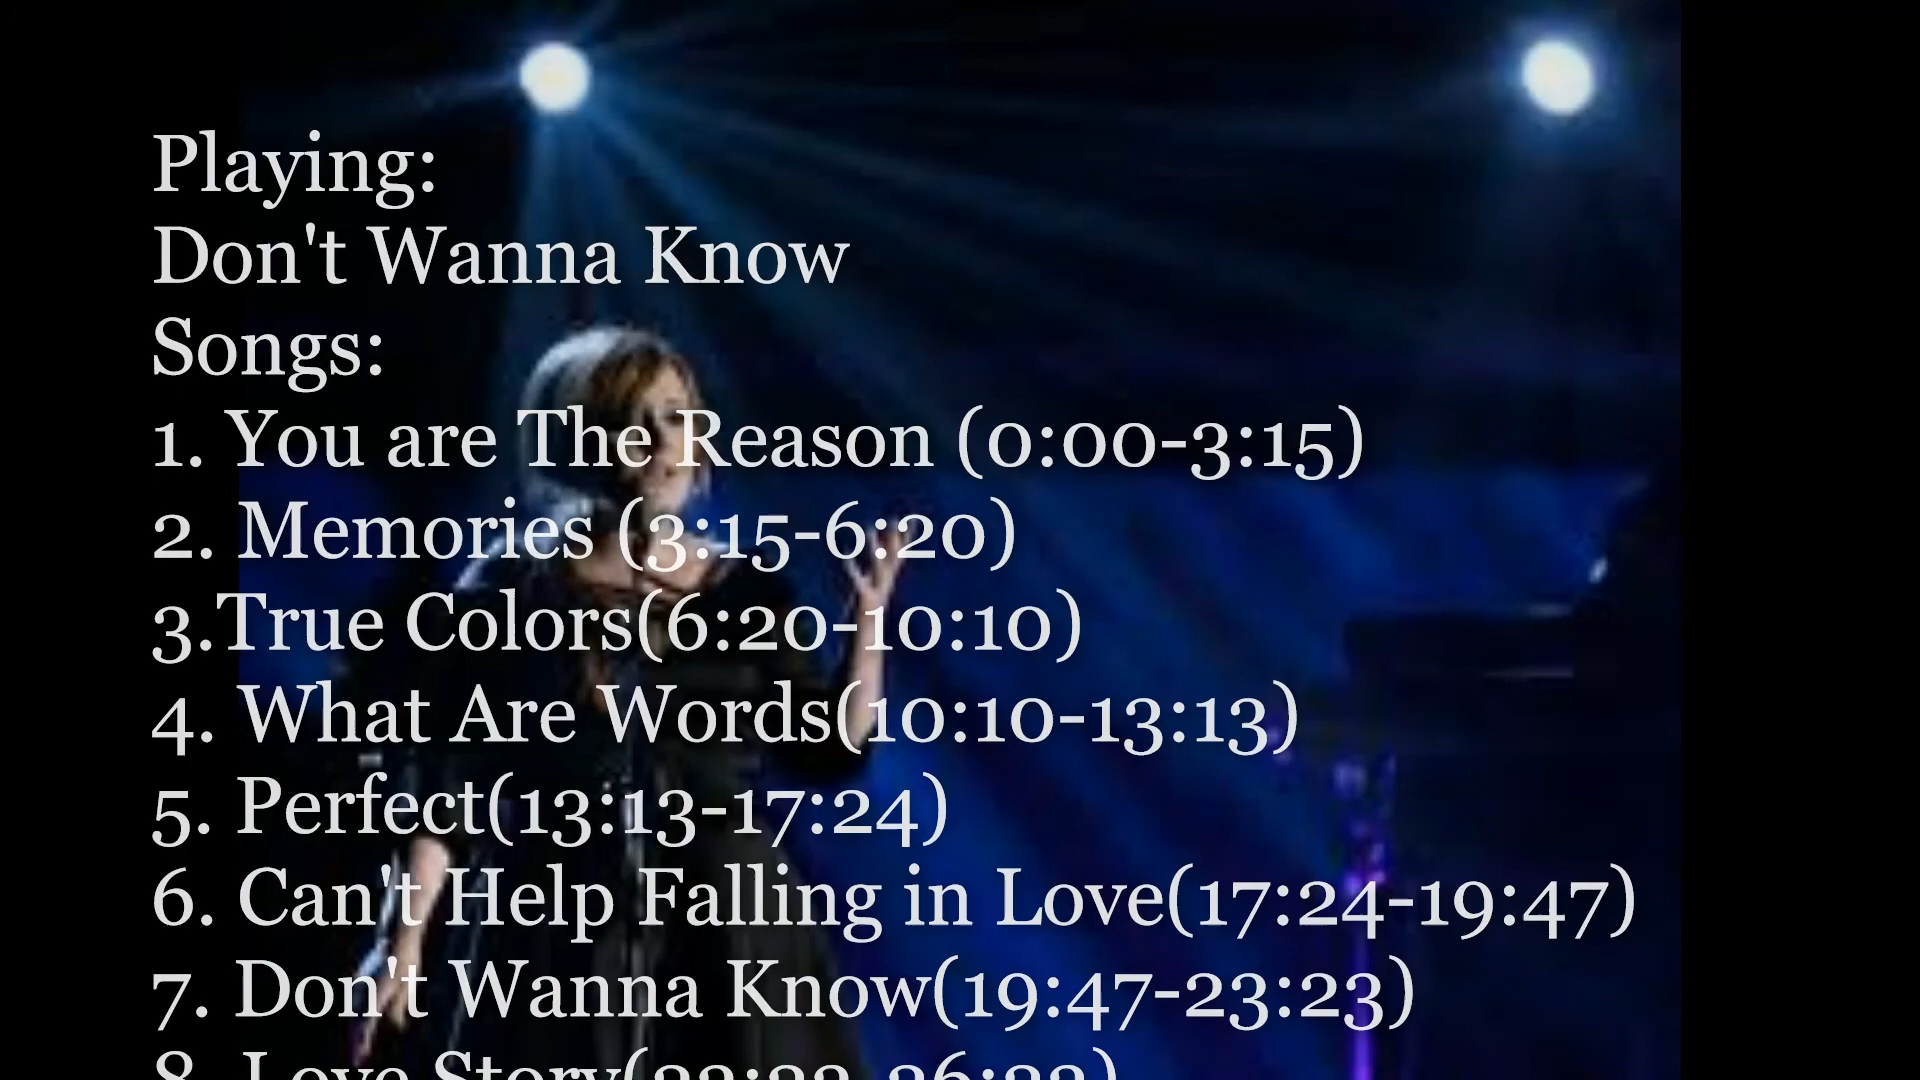 Playing:
Don't Wanna Know
Songs:
1. You are The Reason (0:00-3:15)
2. Memories (3:15-6:20)
3.True Colors(6:20-10:10)
4. What Are Words(10:10-13:13)
5. Perfect(13:13-17:24)
6. Can't Help Falling in Love(17:24-19:47)
7. Don't Wanna Know(19:47-23:23)
8. Love Story